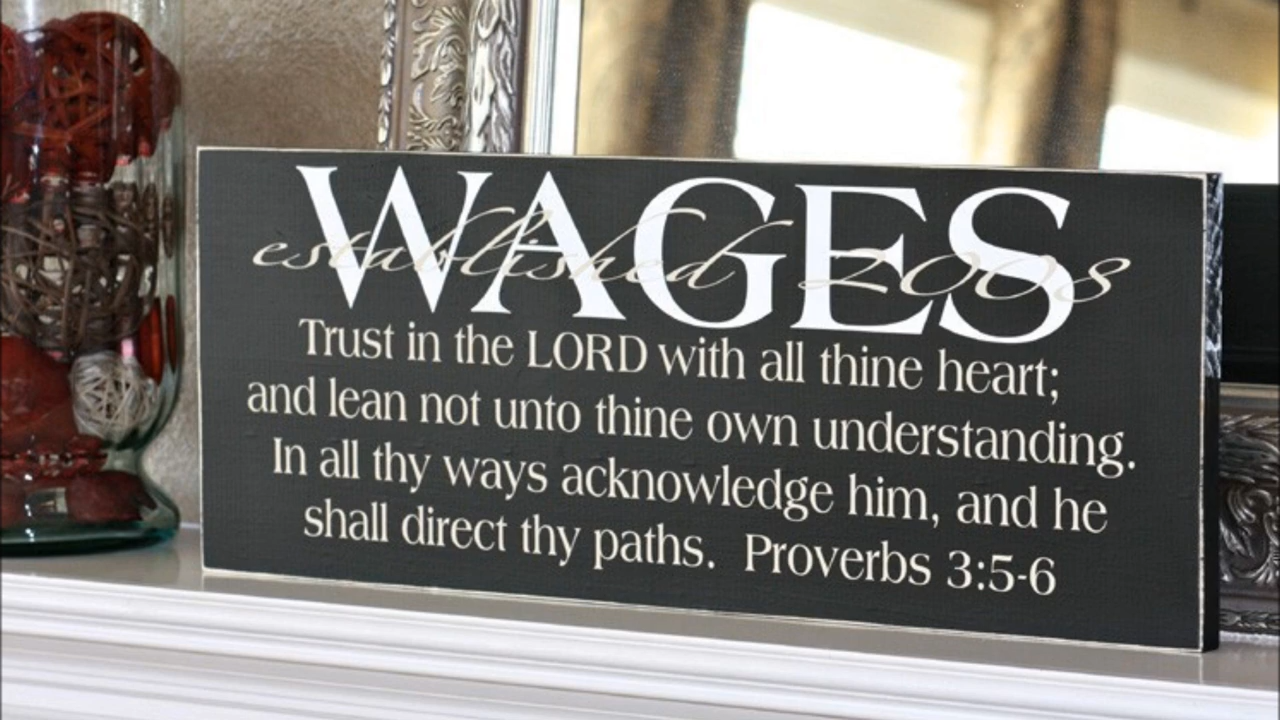 WAGES
established 2008
Trust in the LORD with all thine heart;
and lean not unto thine own understanding.
In all thy ways acknowledge him, and he
shall direct thy paths. Proverbs 3:5-6